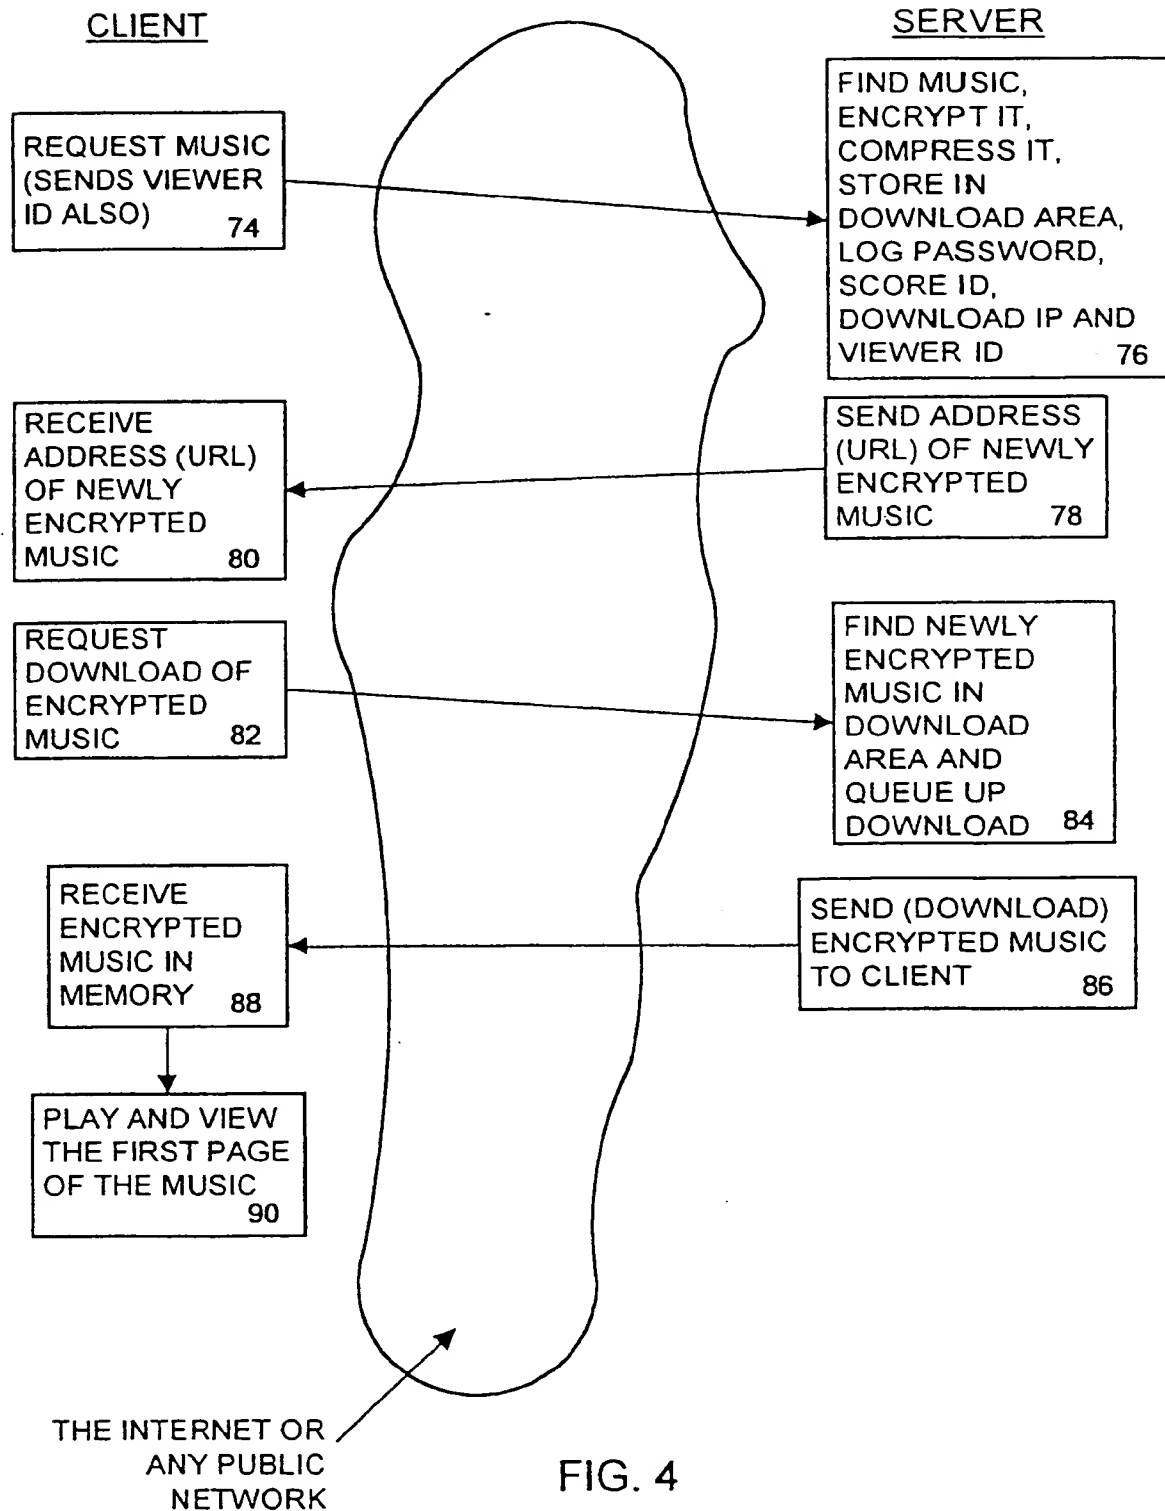 CLIENT
SERVER
REQUEST MUSIC
(SENDS VIEWER
ID ALSO)
74
FIND MUSIC,
ENCRYPT IT,
COMPRESS IT,
STORE IN
DOWNLOAD AREA,
LOG PASSWORD,
SCORE ID,
DOWNLOAD IP AND
VIEWER ID
76
SEND ADDRESS
(URL) OF NEWLY
ENCRYPTED
MUSIC
78
RECEIVE
ADDRESS (URL)
OF NEWLY
ENCRYPTED
MUSIC
80
REQUEST
DOWNLOAD OF
ENCRYPTED
MUSIC
82
FIND NEWLY
ENCRYPTED
MUSIC IN
DOWNLOAD
AREA AND
QUEUE UP
DOWNLOAD
84
SEND (DOWNLOAD)
ENCRYPTED MUSIC
TO CLIENT
86
RECEIVE
ENCRYPTED
MUSIC IN
MEMORY
88
PLAY AND VIEW
THE FIRST PAGE
OF THE MUSIC
90
THE INTERNET OR
ANY PUBLIC
NETWORK
FIG. 4